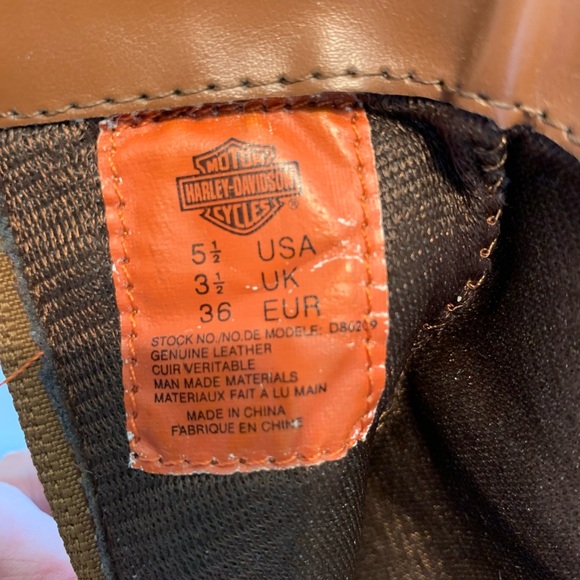 MOTOR
HARLEY-DAVIDSON
CYCLES ®
5½ USA
3½ UK
36 EUR
STOCK NO./NO.DE MODELE: D80209
GENUINE LEATHER
CUIR VERITABLE
MAN MADE MATERIALS
MATERIAUX FAIT A LU MAIN
MADE IN CHINA
FABRIQUE EN CHINE